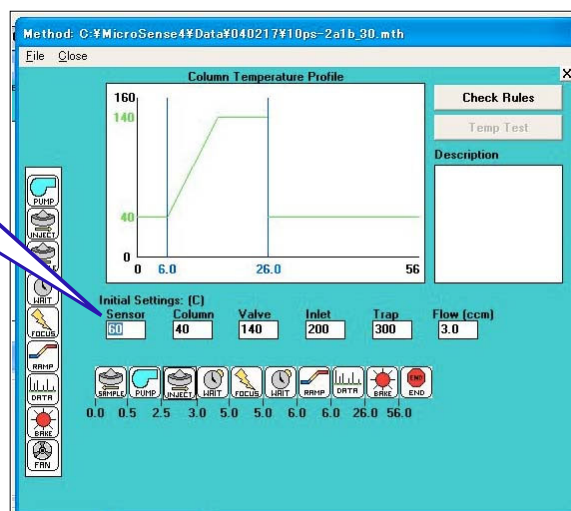 Method: C:¥MicroSense4¥Data¥040217¥10ps-2a1b_30.mth
File Close
X
Column Temperature Profile
160
140
40
0
0 6.0 26.0 56
Check Rules
Temp Test
Description
PUMP
INJECT
WAIT
FOCUS
RAMP
DATA
BAKE
FAN
Initial Settings: (C)
Sensor Column Valve Inlet Trap Flow (ccm)
60 40 140 200 300 3.0
SAMPLE PUMP INJECT WAIT FOCUS WAIT RAMP DATA BAKE END
0.0 0.5 2.5 3.0 5.0 5.0 6.0 6.0 26.0 56.0